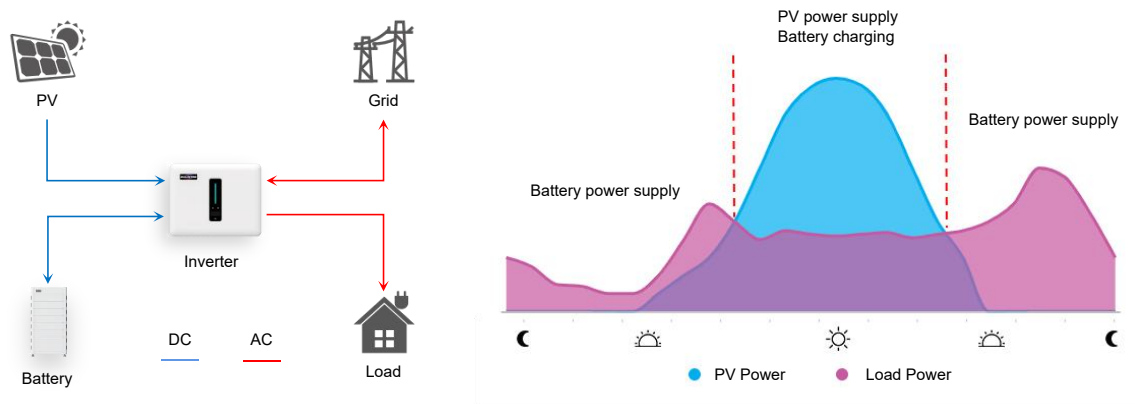 PV
Grid
Inverter
Battery
DC
AC
Load
PV power supply
Battery charging
Battery power supply
Battery power supply
PV Power
Load Power